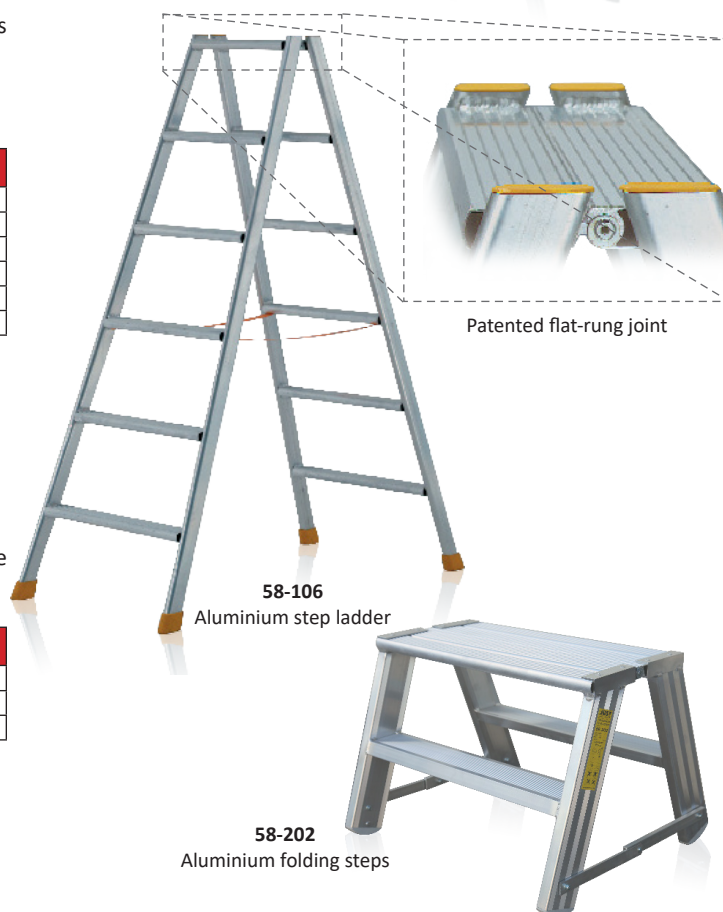 s
Patented flat-rung joint
e
58-106
Aluminium step ladder
58-202
Aluminium folding steps